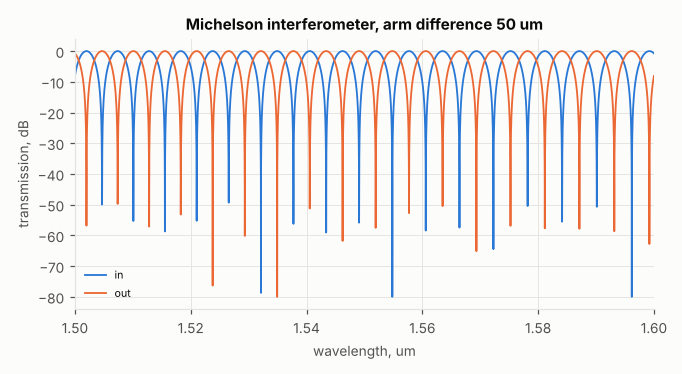 Michelson interferometer, arm difference 50 um
transmission, dB
0
−10
−20
−30
−40
−50
−60
−70
−80
in
out
1.50 1.52 1.54 1.56 1.58 1.60
wavelength, um